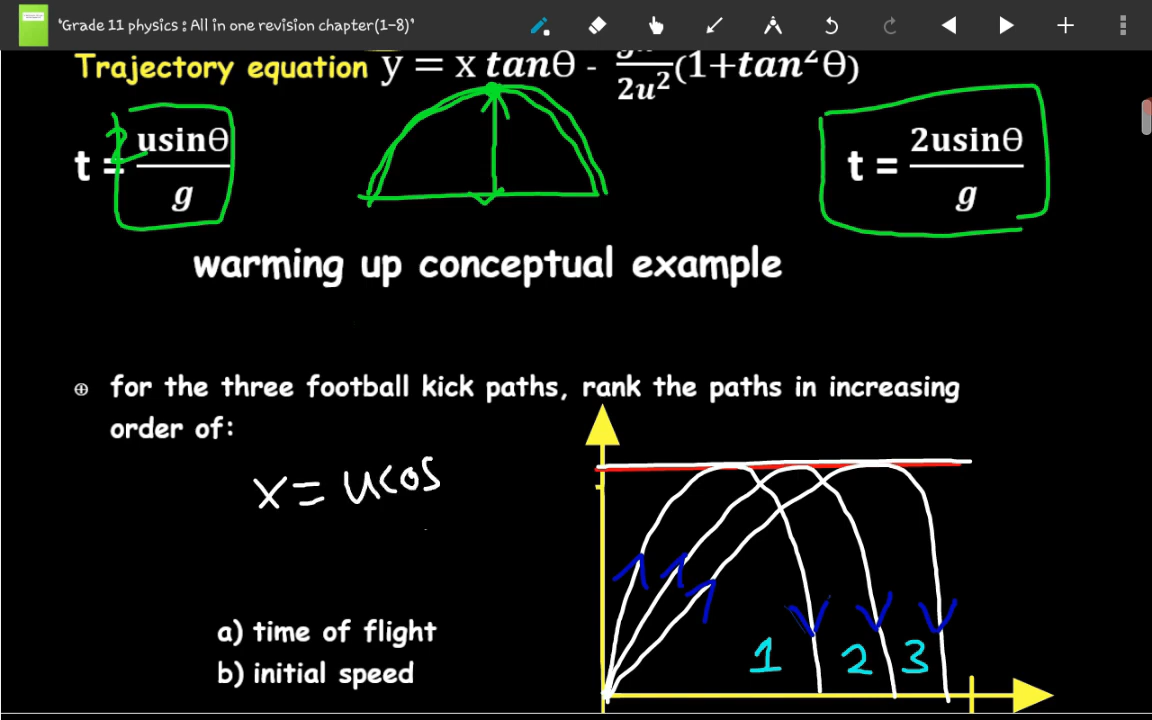 'Grade 11 physics : All in one revision chapter(1-8)'
Trajectory equation y = x tanθ - /2u² (1+tan²θ)
t = 2 usinθ/g
t = 2usinθ/g
warming up conceptual example
⊕ for the three football kick paths, rank the paths in increasing
order of:
x = ucos
a) time of flight
b) initial speed
1 2 3